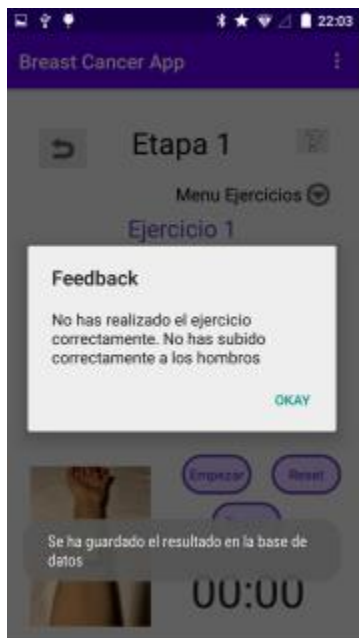 22:03
Breast Cancer App
Etapa 1
Menu Ejercicios
Ejercicio 1
Feedback
No has realizado el ejercicio
correctamente. No has subido
correctamente a los hombros
OKAY
Empezar Reset
Se ha guardado el resultado en la base de
datos
00:00